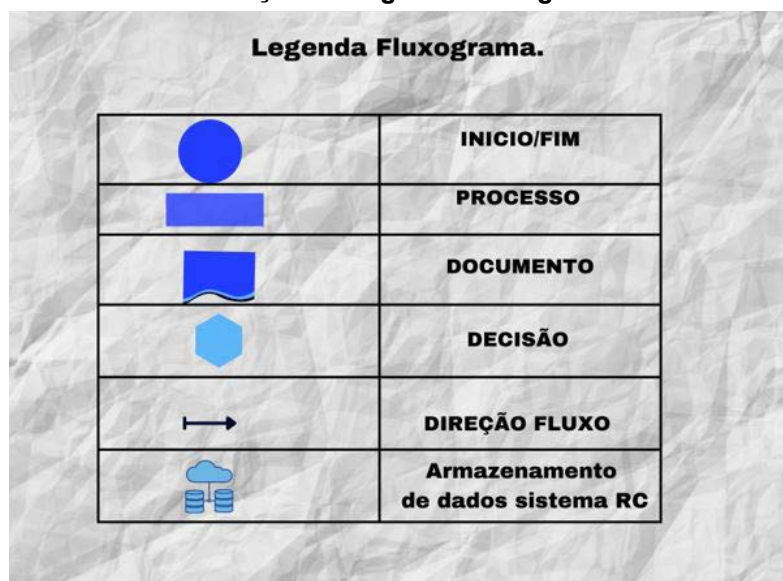 Legenda Fluxograma.
INICIO/FIM
PROCESSO
DOCUMENTO
DECISÃO
DIREÇÃO FLUXO
Armazenamento
de dados sistema RC